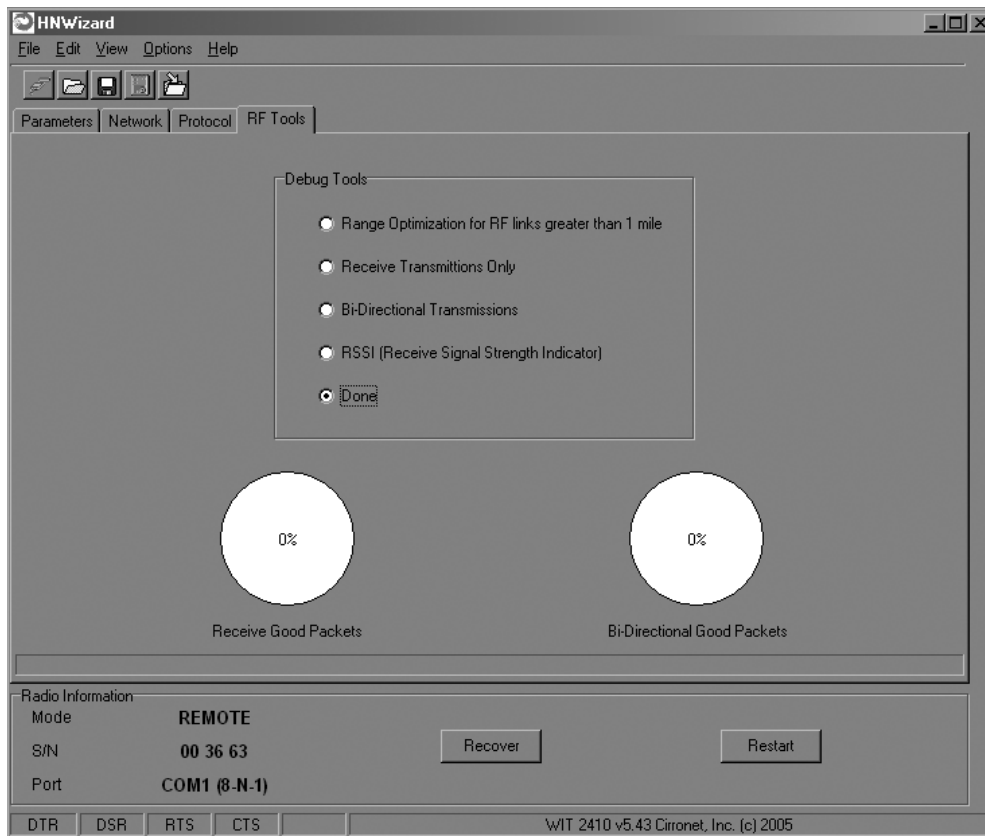 HNWizard
File Edit View Options Help
Parameters Network Protocol RF Tools
Debug Tools
Range Optimization for RF links greater than 1 mile
Receive Transmittions Only
Bi-Directional Transmissions
RSSI (Receive Signal Strength Indicator)
Done
0% 0%
Receive Good Packets Bi-Directional Good Packets
Radio Information
Mode REMOTE
S/N 00 36 63 Recover Restart
Port COM1 (8-N-1)
DTR DSR RTS CTS WIT 2410 v5.43 Cirronet, Inc. (c) 2005